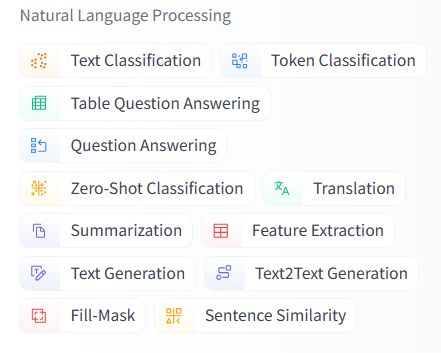 Natural Language Processing
Text Classification Token Classification
Table Question Answering
Question Answering
Zero-Shot Classification Translation
Summarization Feature Extraction
Text Generation Text2Text Generation
Fill-Mask Sentence Similarity